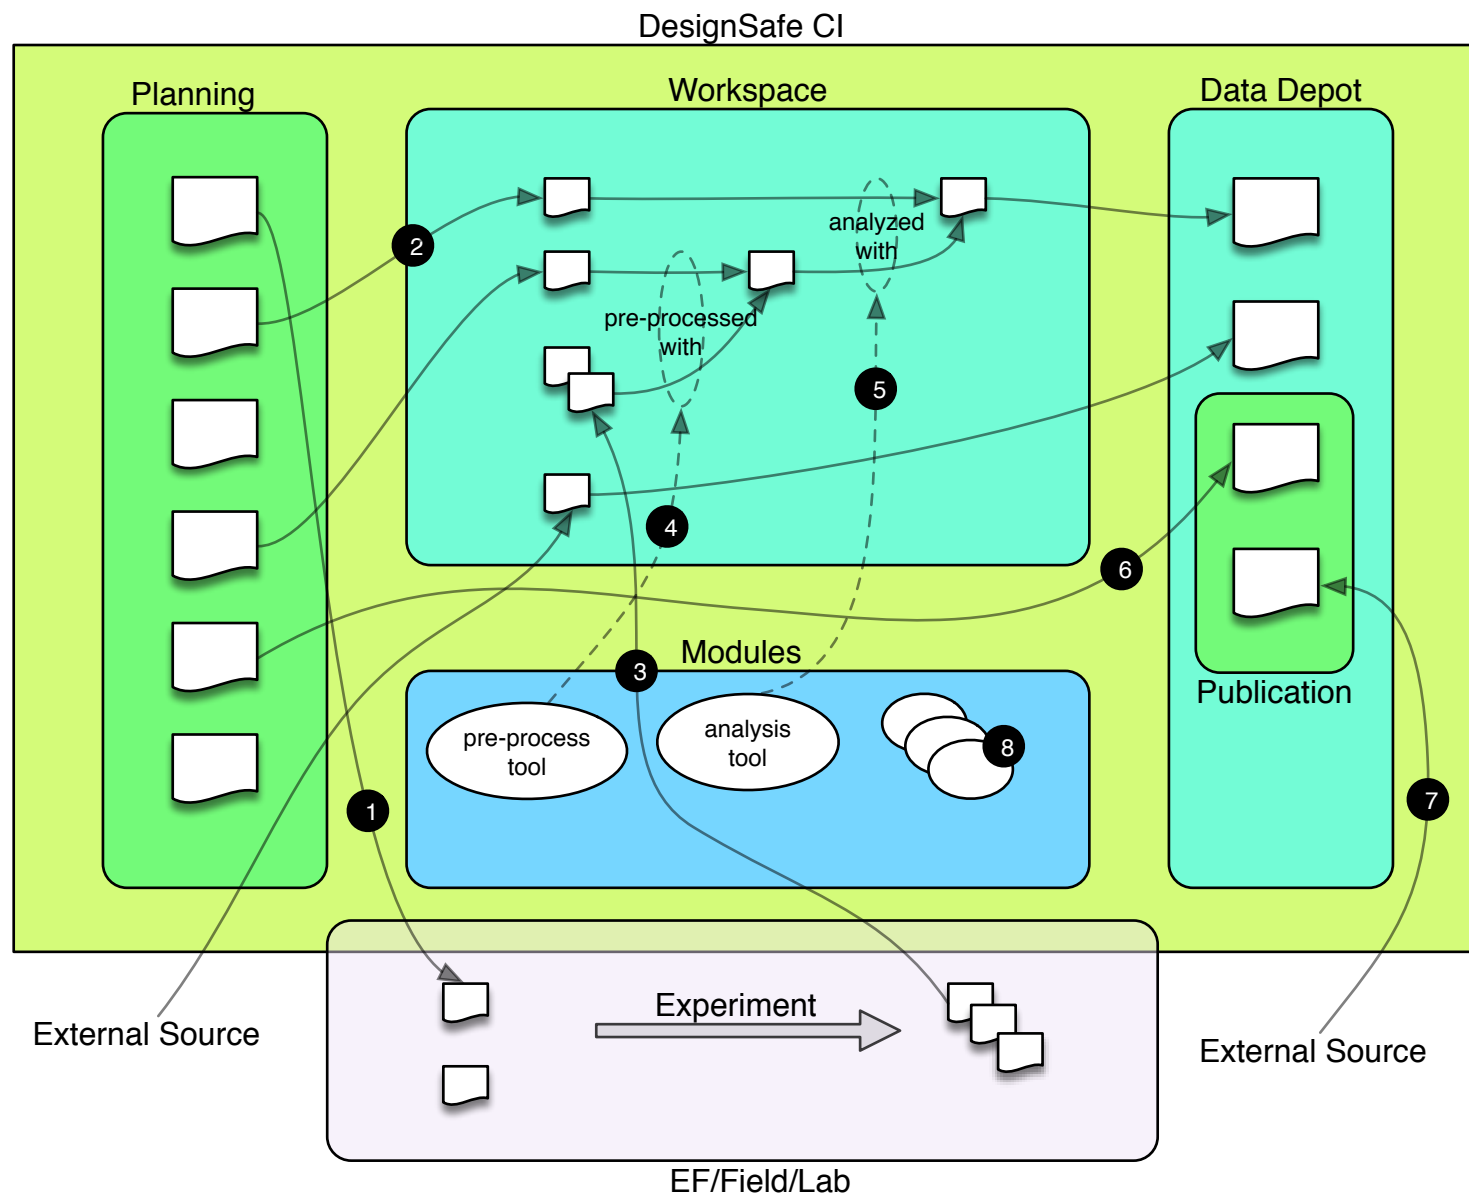 DesignSafe CI
Planning
Workspace
Data Depot
analyzed
with
2
pre-processed
with
5
4
6
Modules
3
Publication
pre-process
tool
analysis
tool
8
1
7
External Source
Experiment
External Source
EF/Field/Lab